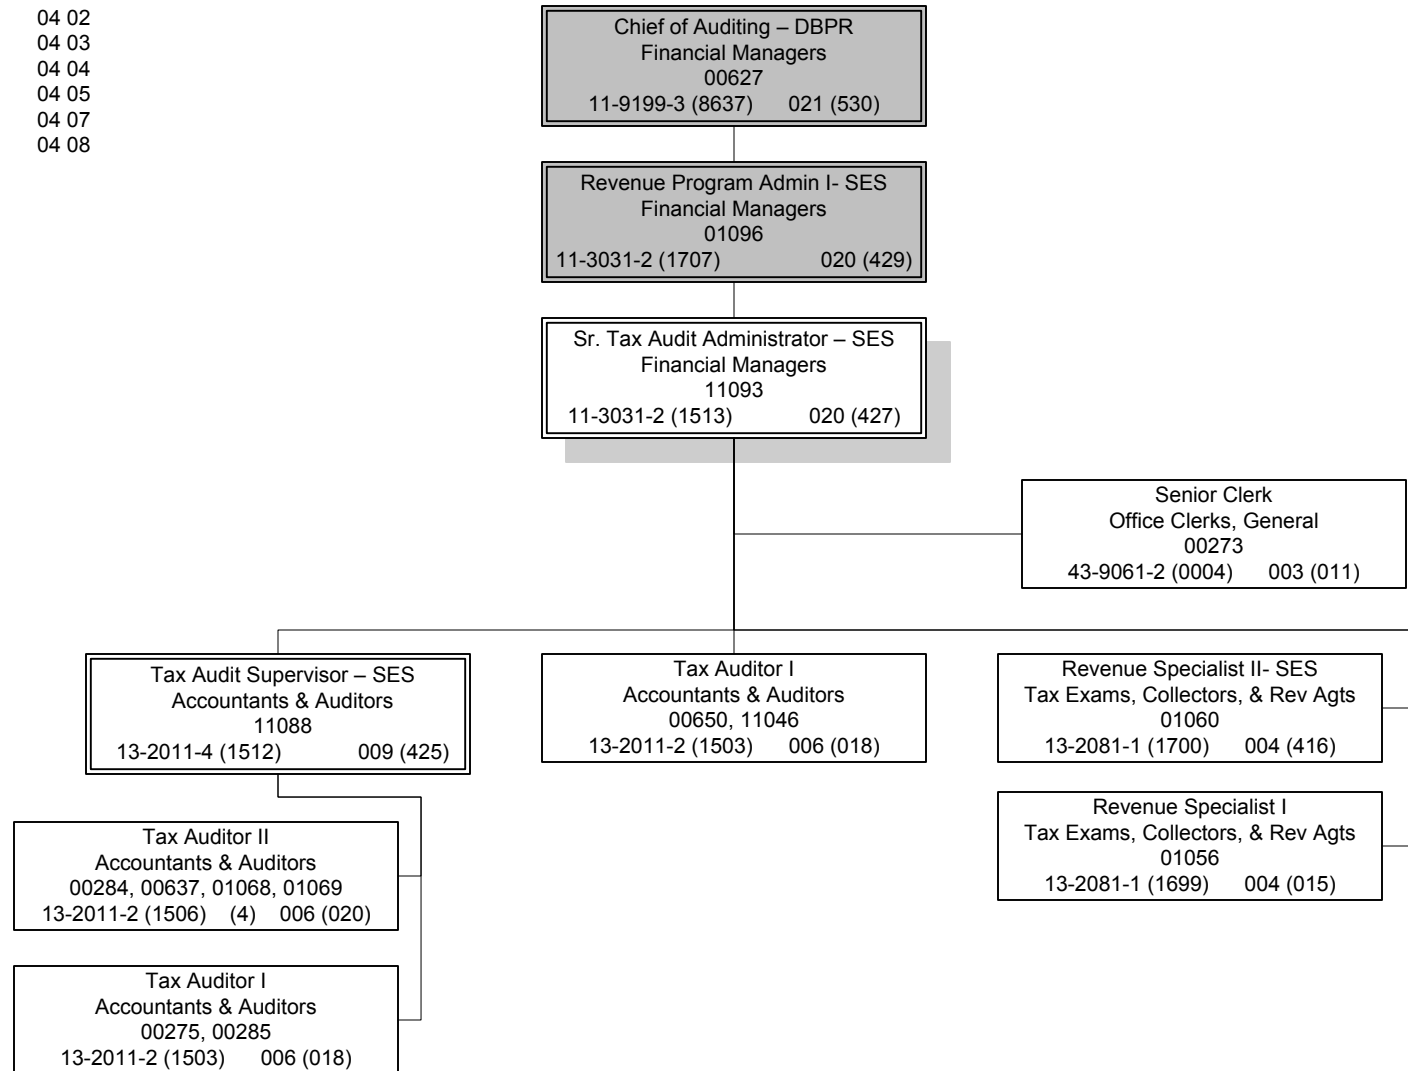 04 02
04 03
04 04
04 05
04 07
04 08
Chief of Auditing – DBPR
Financial Managers
00627
11-9199-3 (8637) 021 (530)
Revenue Program Admin I- SES
Financial Managers
01096
11-3031-2 (1707) 020 (429)
Sr. Tax Audit Administrator – SES
Financial Managers
11093
11-3031-2 (1513) 020 (427)
Senior Clerk
Office Clerks, General
00273
43-9061-2 (0004) 003 (011)
Tax Audit Supervisor – SES
Accountants & Auditors
11088
13-2011-4 (1512) 009 (425)
Tax Auditor I
Accountants & Auditors
00650, 11046
13-2011-2 (1503) 006 (018)
Revenue Specialist II- SES
Tax Exams, Collectors, & Rev Agts
01060
13-2081-1 (1700) 004 (416)
Revenue Specialist I
Tax Exams, Collectors, & Rev Agts
01056
13-2081-1 (1699) 004 (015)
Tax Auditor II
Accountants & Auditors
00284, 00637, 01068, 01069
13-2011-2 (1506) (4) 006 (020)
Tax Auditor I
Accountants & Auditors
00275, 00285
13-2011-2 (1503) 006 (018)